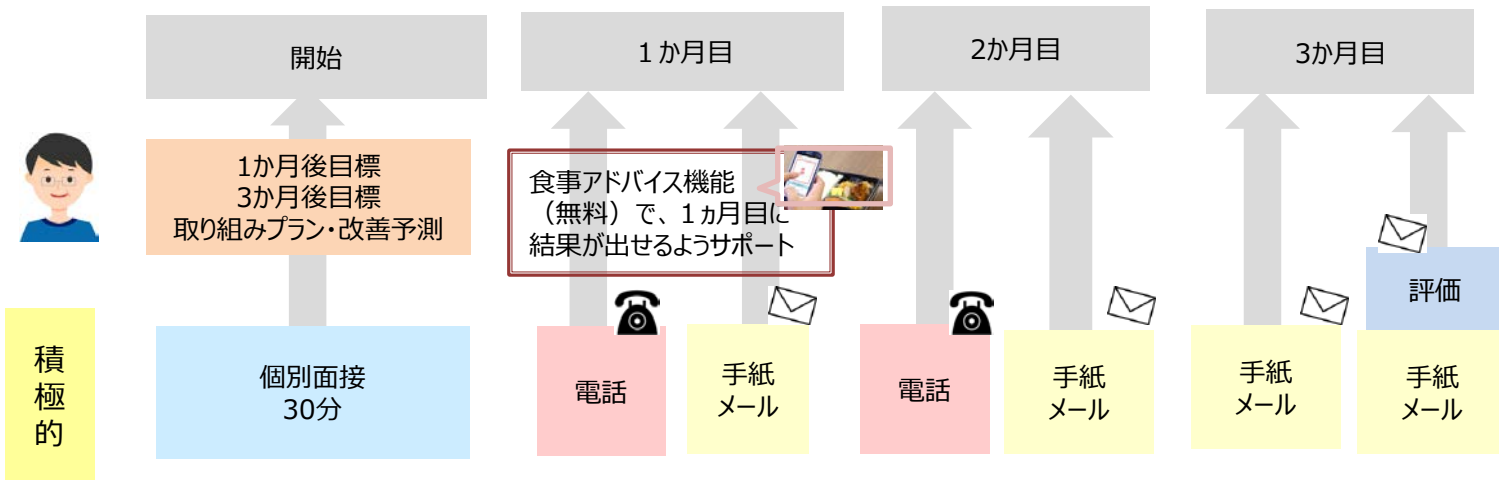 開始
１か月目
2か月目
3か月目
1か月後目標
3か月後目標
取り組みプラン・改善予測
食事アドバイス機能
（無料）で、１ヵ月目に
結果が出せるようサポート
評価
積
極
的
個別面接
30分
電話
手紙
メール
電話
手紙
メール
手紙
メール
手紙
メール